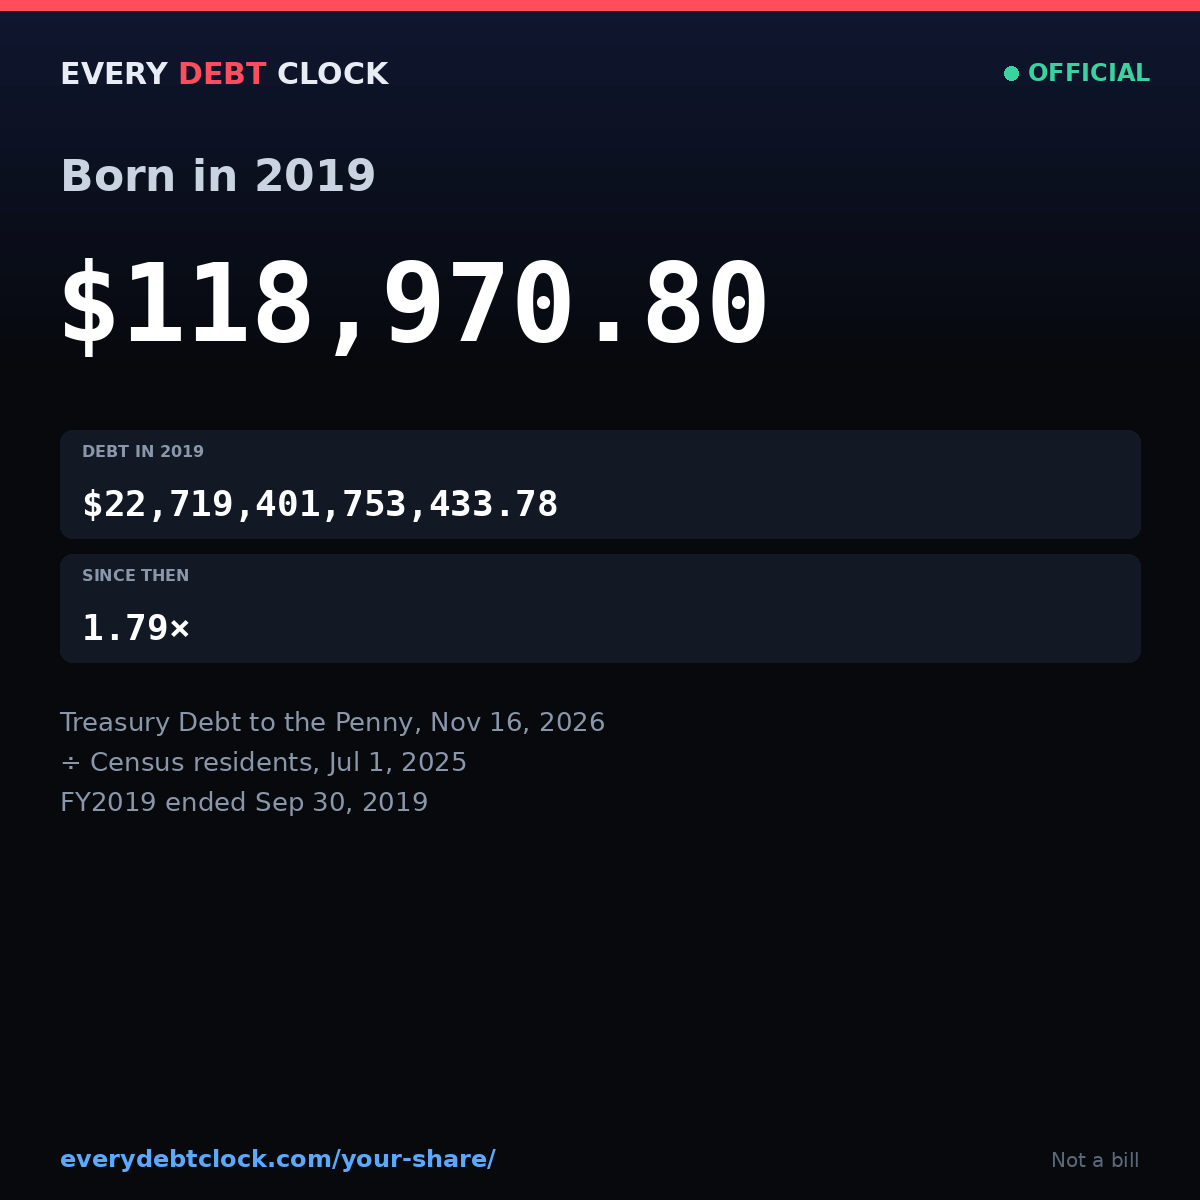 EVERY DEBT CLOCK
OFFICIAL
Born in 2019
$118,970.80
DEBT IN 2019
$22,719,401,753,433.78
SINCE THEN
1.79×
Treasury Debt to the Penny, Nov 16, 2026
÷ Census residents, Jul 1, 2025
FY2019 ended Sep 30, 2019
everydebtclock.com/your-share/
Not a bill